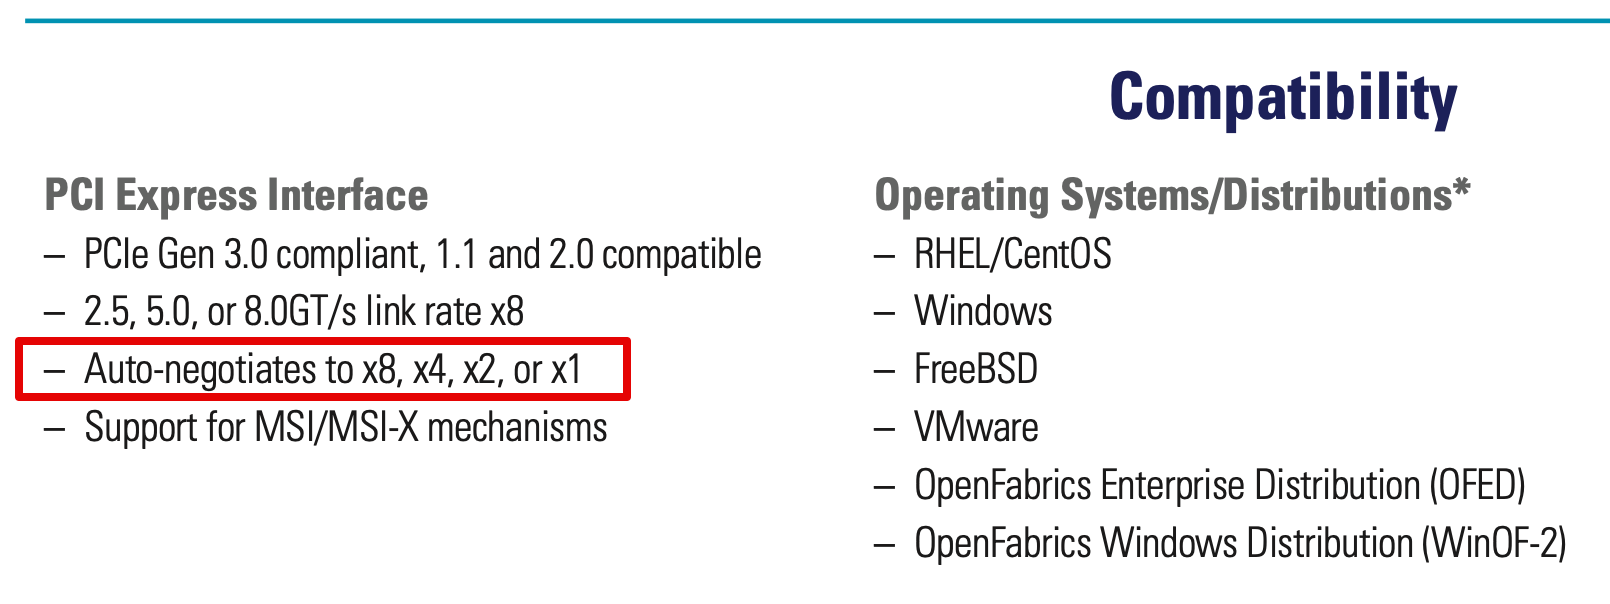 Compatibility
PCI Express Interface
– PCIe Gen 3.0 compliant, 1.1 and 2.0 compatible
– 2.5, 5.0, or 8.0GT/s link rate x8
– Auto-negotiates to x8, x4, x2, or x1
– Support for MSI/MSI-X mechanisms
Operating Systems/Distributions*
– RHEL/CentOS
– Windows
– FreeBSD
– VMware
– OpenFabrics Enterprise Distribution (OFED)
– OpenFabrics Windows Distribution (WinOF-2)